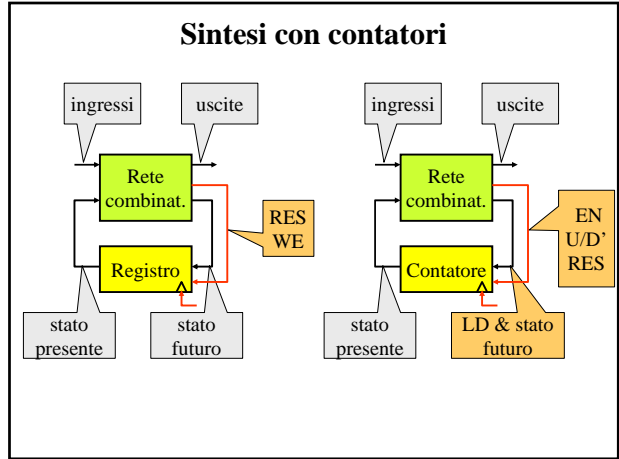 Sintesi con contatori
ingressi
uscite
Rete
combinat.
RES
WE
Registro
stato
presente
stato
futuro
ingressi
uscite
Rete
combinat.
EN
U/D’
RES
Contatore
stato
presente
LD & stato
futuro